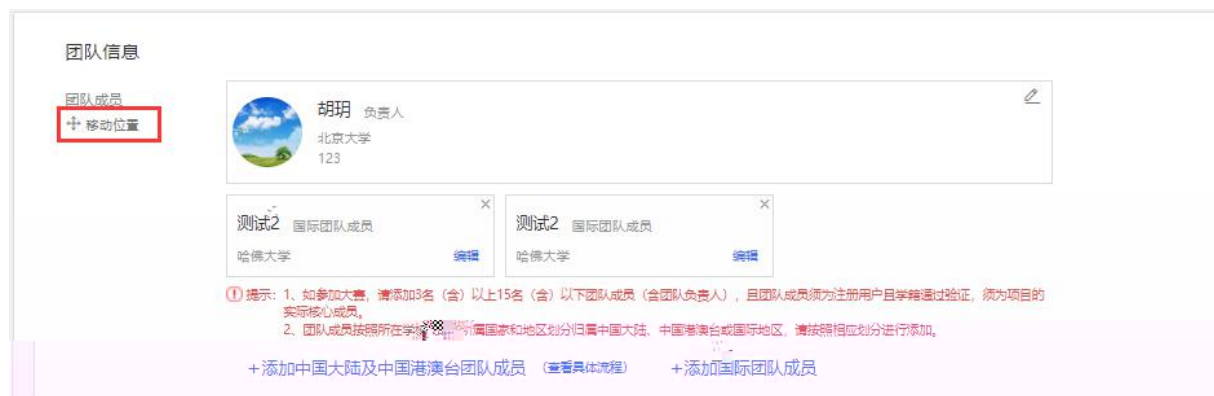 团队信息
团队成员
移动位置
胡玥 负责人
北京大学
123
测试2 国际团队成员
哈佛大学 编辑
测试2 国际团队成员
哈佛大学 编辑
提示：1、如参加大赛，请添加3名（含）以上15名（含）以下团队成员（含团队负责人），且团队成员须为注册用户且学籍通过验证，须为项目的
实际核心成员。
2、团队成员按照所在学 所属国家和地区划分归属中国大陆、中国港澳台或国际地区，请按照相应划分进行添加。
+添加中国大陆及中国港澳台团队成员 （查看具体流程） +添加国际团队成员